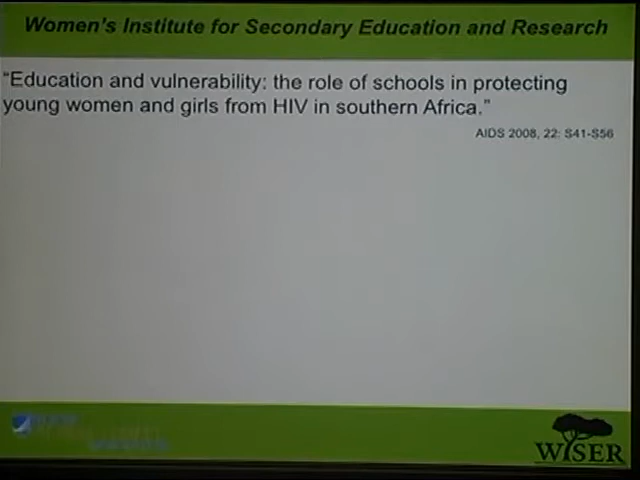 Women's Institute for Secondary Education and Research
"Education and vulnerability: the role of schools in protecting
young women and girls from HIV in southern Africa."
AIDS 2008, 22: S41-S56
WISER